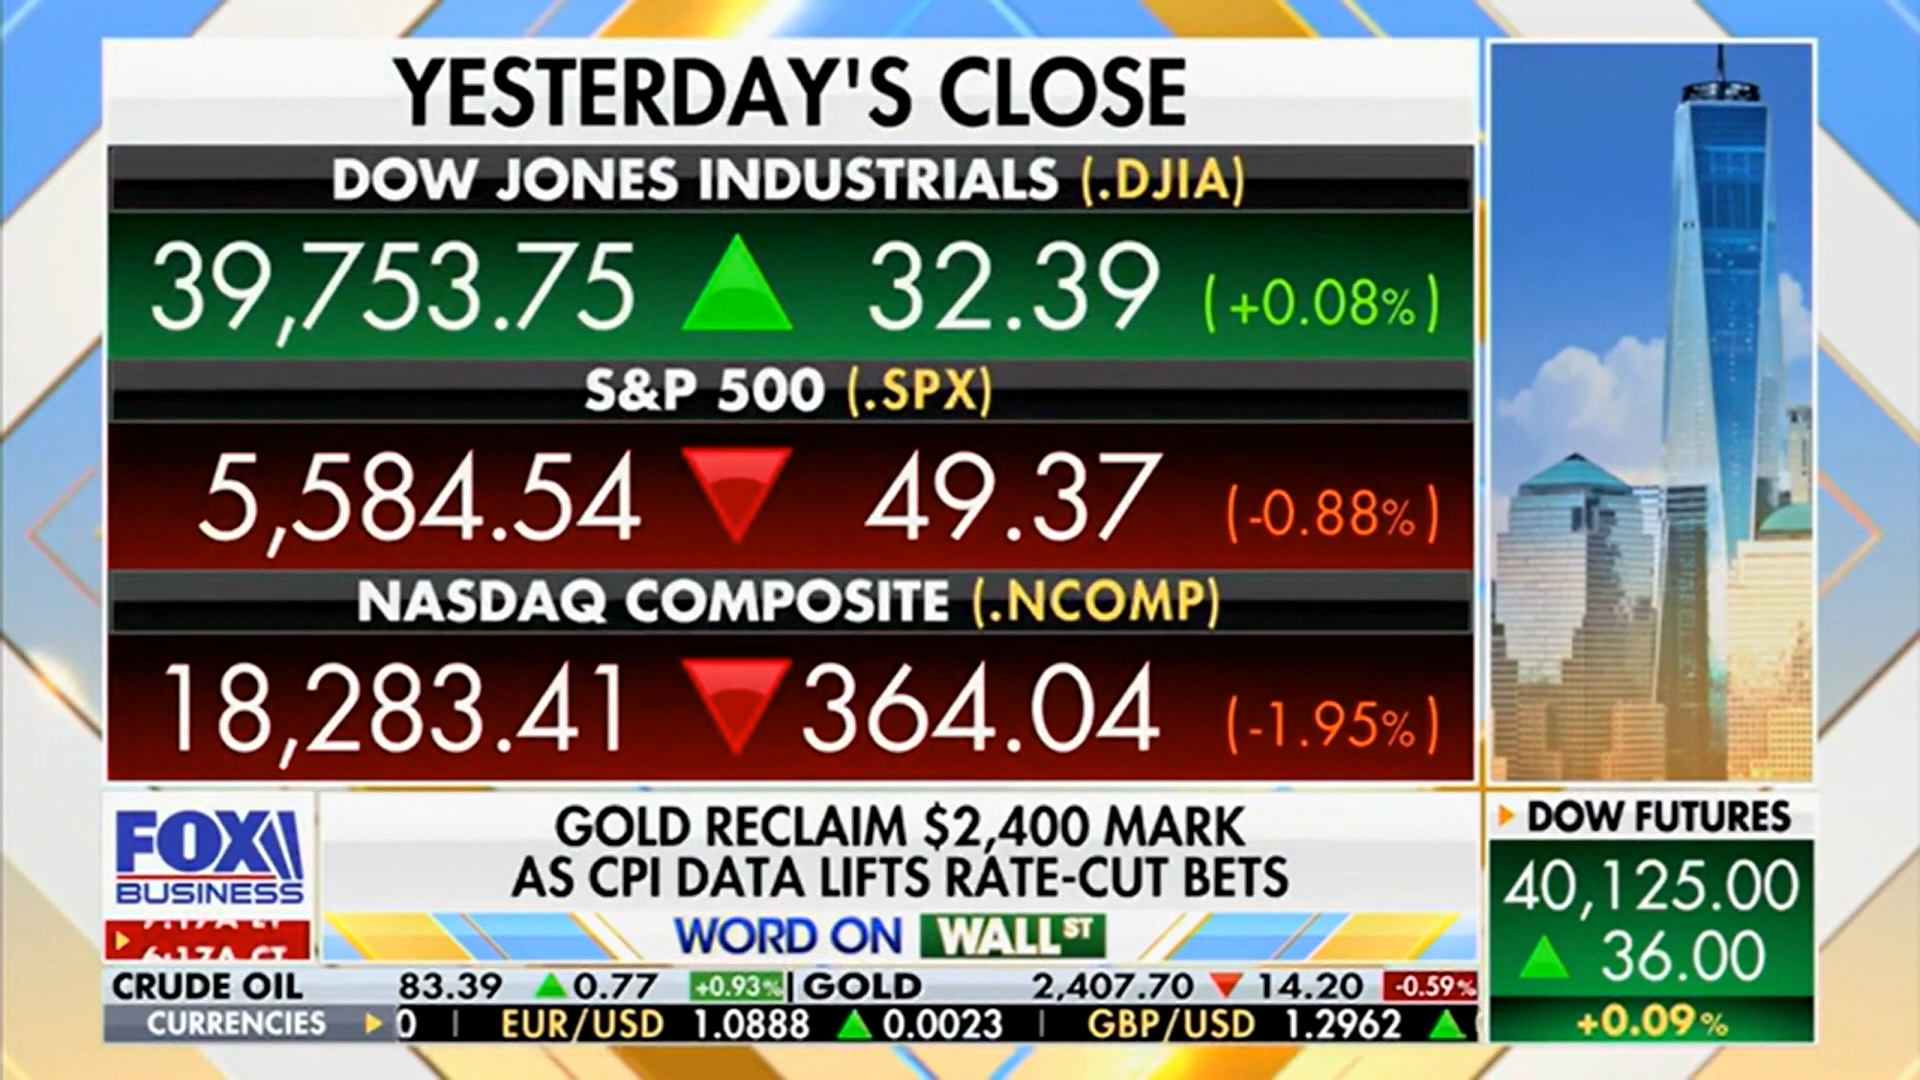 YESTERDAY'S CLOSE
DOW JONES INDUSTRIALS (.DJIA)
39,753.75 ▲ 32.39 (+0.08%)
S&P 500 (.SPX)
5,584.54 ▼ 49.37 (-0.88%)
NASDAQ COMPOSITE (.NCOMP)
18,283.41 ▼ 364.04 (-1.95%)
FOX
BUSINESS
GOLD RECLAIM $2,400 MARK
AS CPI DATA LIFTS RATE-CUT BETS
WORD ON WALL ST
DOW FUTURES
40,125.00
▲ 36.00
+0.09%
CRUDE OIL 83.39 ▲ 0.77 +0.93% | GOLD 2,407.70 ▼ 14.20 -0.59%
CURRENCIES 0 | EUR/USD 1.0888 ▲ 0.0023 | GBP/USD 1.2962 ▲